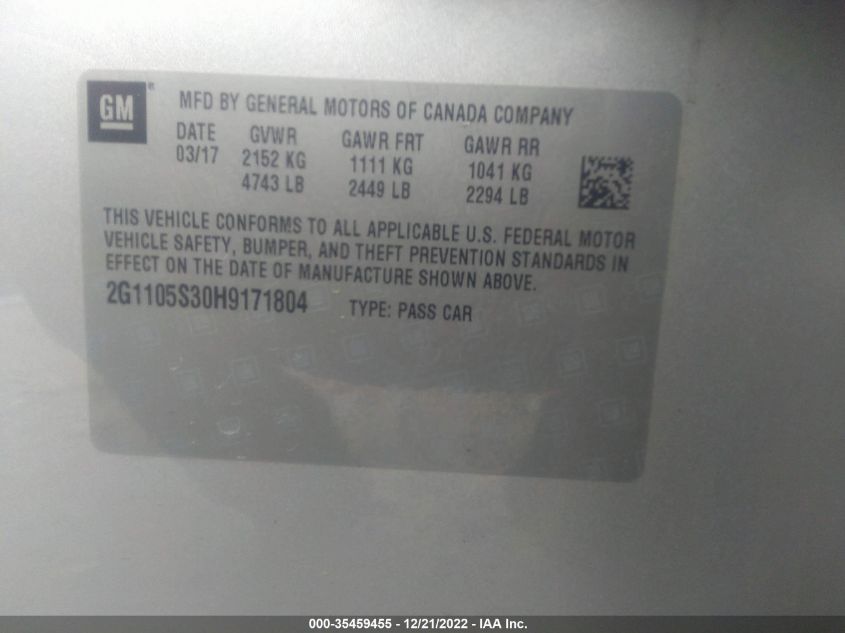 GM®
MFD BY GENERAL MOTORS OF CANADA COMPANY
DATE GVWR GAWR FRT GAWR RR
03/17 2152 KG 1111 KG 1041 KG
4743 LB 2449 LB 2294 LB
THIS VEHICLE CONFORMS TO ALL APPLICABLE U.S. FEDERAL MOTOR
VEHICLE SAFETY, BUMPER, AND THEFT PREVENTION STANDARDS IN
EFFECT ON THE DATE OF MANUFACTURE SHOWN ABOVE.
2G1105S30H9171804 TYPE: PASS CAR
000-35459455 - 12/21/2022 - IAA Inc.